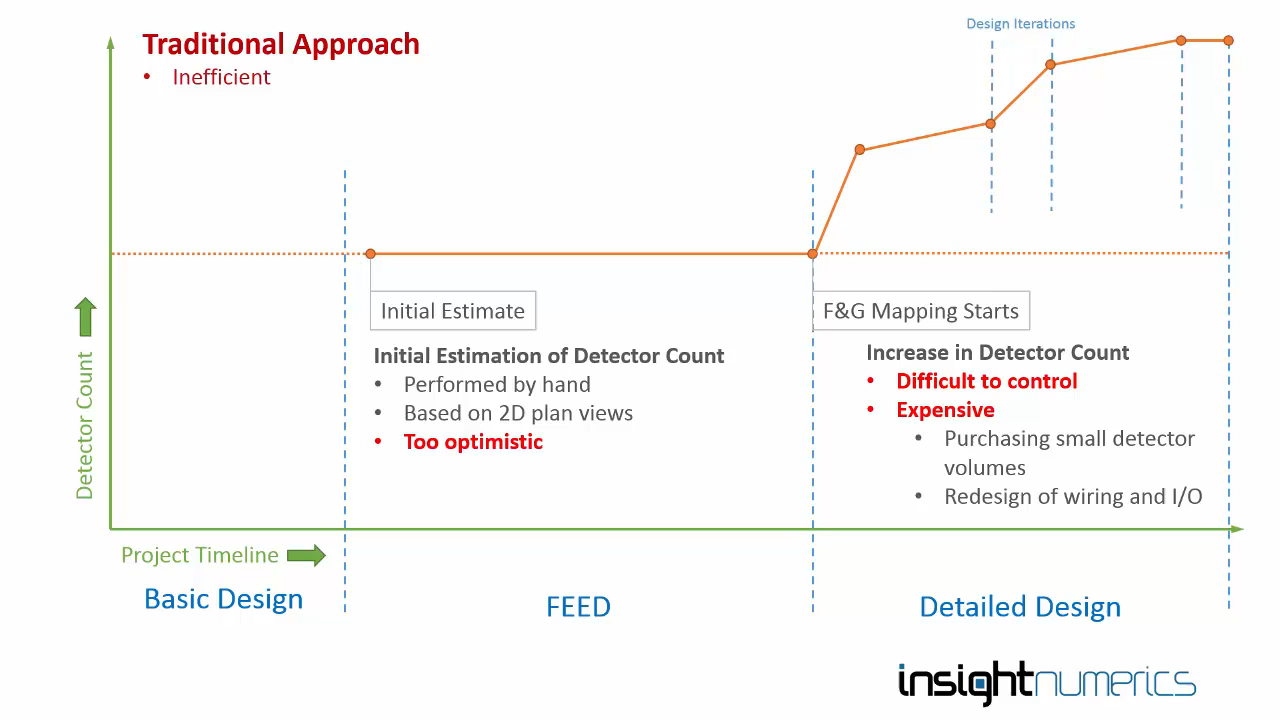 Design Iterations
Traditional Approach
• Inefficient
Initial Estimate
F&G Mapping Starts
Initial Estimation of Detector Count
• Performed by hand
• Based on 2D plan views
• Too optimistic
Increase in Detector Count
• Difficult to control
• Expensive
• Purchasing small detector
volumes
• Redesign of wiring and I/O
Detector Count
Project Timeline
Basic Design
FEED
Detailed Design
insightnumerics